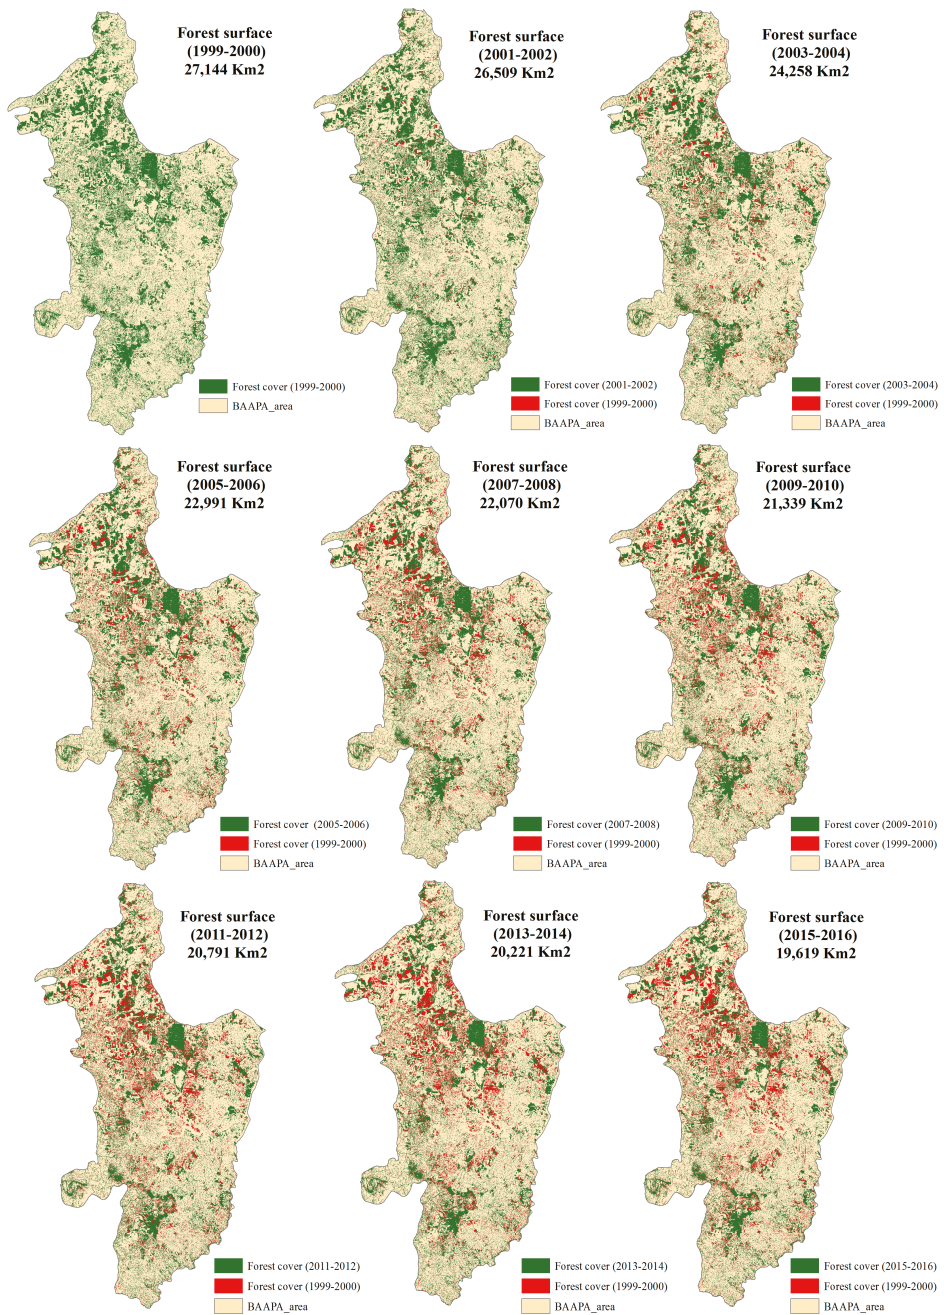 Forest surface
(1999-2000)
27,144 Km2
Forest cover (1999-2000)
BAAPA_area
Forest surface
(2001-2002)
26,509 Km2
Forest cover (2001-2002)
Forest cover (1999-2000)
BAAPA_area
Forest surface
(2003-2004)
24,258 Km2
Forest cover (2003-2004)
Forest cover (1999-2000)
BAAPA_area
Forest surface
(2005-2006)
22,991 Km2
Forest cover (2005-2006)
Forest cover (1999-2000)
BAAPA_area
Forest surface
(2007-2008)
22,070 Km2
Forest cover (2007-2008)
Forest cover (1999-2000)
BAAPA_area
Forest surface
(2009-2010)
21,339 Km2
Forest cover (2009-2010)
Forest cover (1999-2000)
BAAPA_area
Forest surface
(2011-2012)
20,791 Km2
Forest cover (2011-2012)
Forest cover (1999-2000)
BAAPA_area
Forest surface
(2013-2014)
20,221 Km2
Forest cover (2013-2014)
Forest cover (1999-2000)
BAAPA_area
Forest surface
(2015-2016)
19,619 Km2
Forest cover (2015-2016)
Forest cover (1999-2000)
BAAPA_area